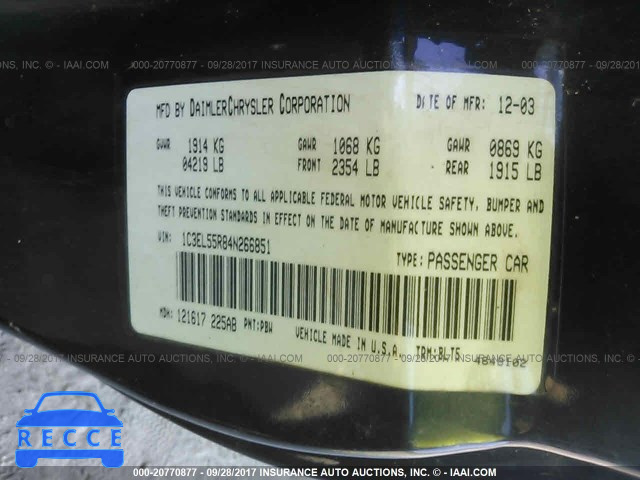 000-20770877 - 09/28/2017 INSURANCE AUTO AUCTIONS, INC. © - IAAI.COM
MFD BY DAIMLERCHRYSLER CORPORATION DATE OF MFR: 12-03
GVWR 1914 KG GAWR 1068 KG GAWR 0869 KG
04219 LB FRONT 2354 LB REAR 1915 LB
THIS VEHICLE CONFORMS TO ALL APPLICABLE FEDERAL MOTOR VEHICLE SAFETY, BUMPER AND
THEFT PREVENTION STANDARDS IN EFFECT ON THE DATE OF MANUFACTURE SHOWN ABOVE.
VIN: 1C3EL55R84N266851 TYPE: PASSENGER CAR
MDH: 121617 225AB PNT:PBW VEHICLE MADE IN U.S.A. TRM:BLT5
4848102
RECCE
000-20770877 - 09/28/2017 INSURANCE AUTO AUCTIONS, INC. © - IAAI.COM